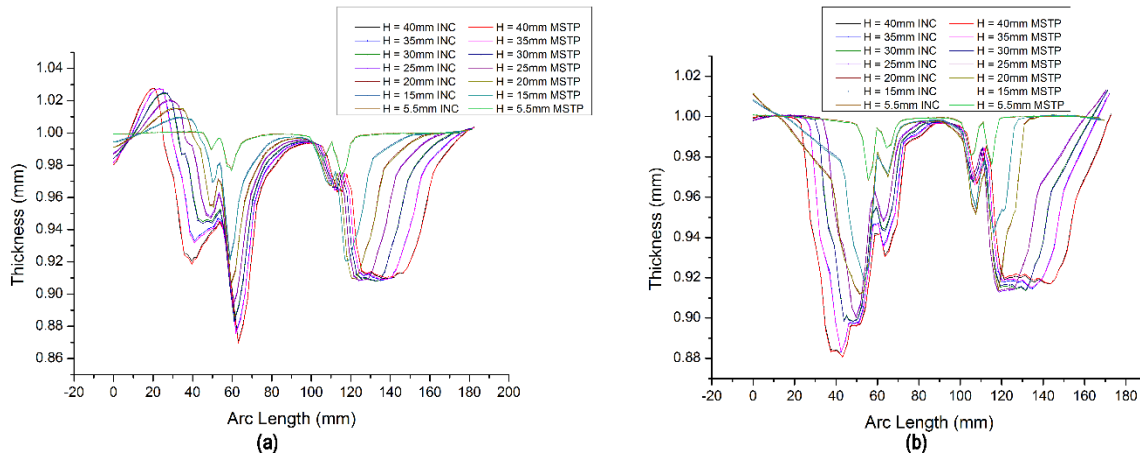 H = 40mm INC H = 40mm MSTP
H = 35mm INC H = 35mm MSTP
H = 30mm INC H = 30mm MSTP
H = 25mm INC H = 25mm MSTP
H = 20mm INC H = 20mm MSTP
H = 15mm INC H = 15mm MSTP
H = 5.5mm INC H = 5.5mm MSTP
1.04
1.02
1.00
0.98
0.96
0.94
0.92
0.90
0.88
0.86
Thickness (mm)
-20 0 20 40 60 80 100 120 140 160 180 200
Arc Length (mm)
(a)
H = 40mm INC H = 40mm MSTP
H = 35mm INC H = 35mm MSTP
H = 30mm INC H = 30mm MSTP
H = 25mm INC H = 25mm MSTP
H = 20mm INC H = 20mm MSTP
H = 15mm INC H = 15mm MSTP
H = 5.5mm INC H = 5.5mm MSTP
1.02
1.00
0.98
0.96
0.94
0.92
0.90
0.88
Thickness (mm)
-20 0 20 40 60 80 100 120 140 160 180
Arc Length (mm)
(b)